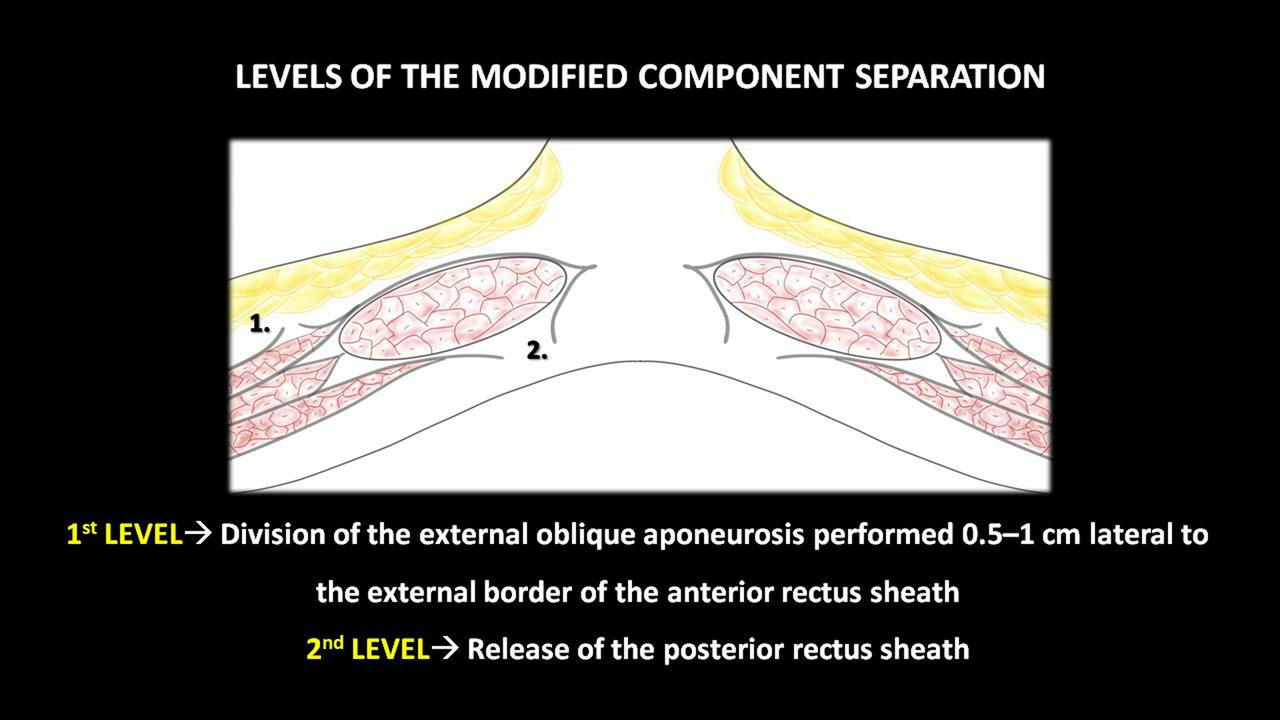 LEVELS OF THE MODIFIED COMPONENT SEPARATION
1.
2.
1st LEVEL→ Division of the external oblique aponeurosis performed 0.5–1 cm lateral to
the external border of the anterior rectus sheath
2nd LEVEL→ Release of the posterior rectus sheath